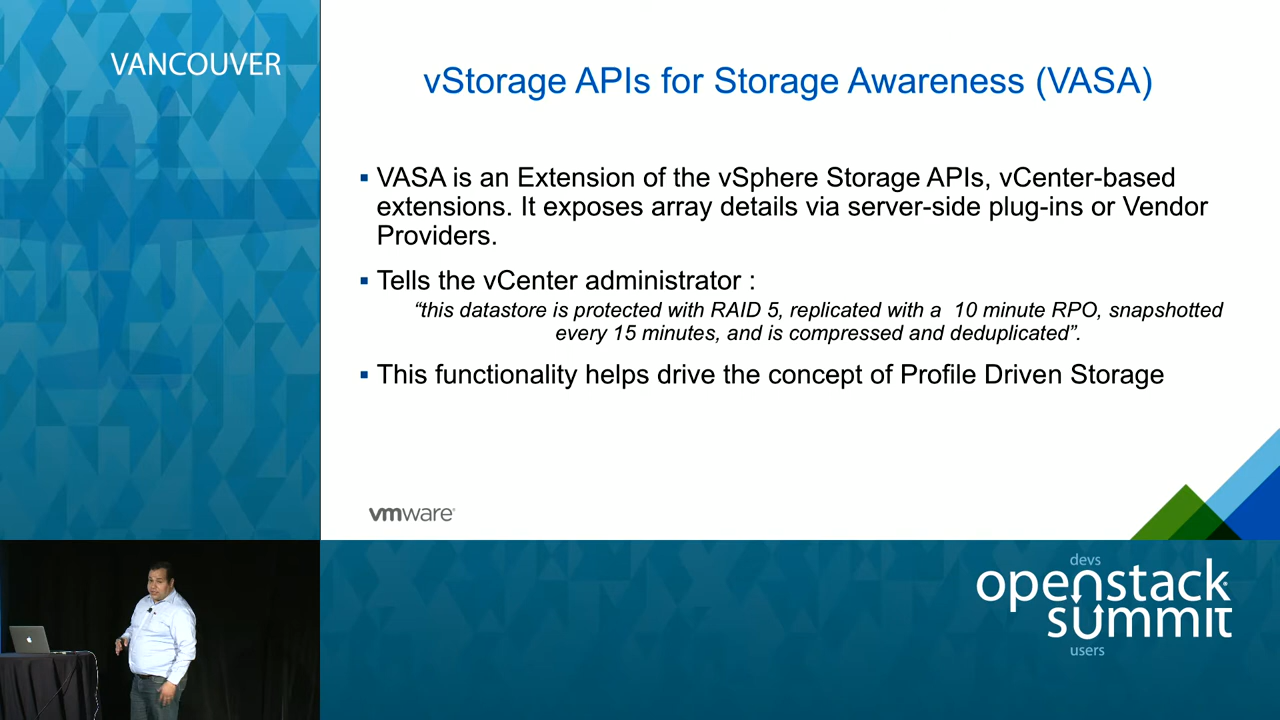 VANCOUVER
vStorage APIs for Storage Awareness (VASA)
▪ VASA is an Extension of the vSphere Storage APIs, vCenter-based
extensions. It exposes array details via server-side plug-ins or Vendor
Providers.
▪ Tells the vCenter administrator :
“this datastore is protected with RAID 5, replicated with a 10 minute RPO, snapshotted
every 15 minutes, and is compressed and deduplicated”.
▪ This functionality helps drive the concept of Profile Driven Storage
vmware
devs
openstack
summit
users